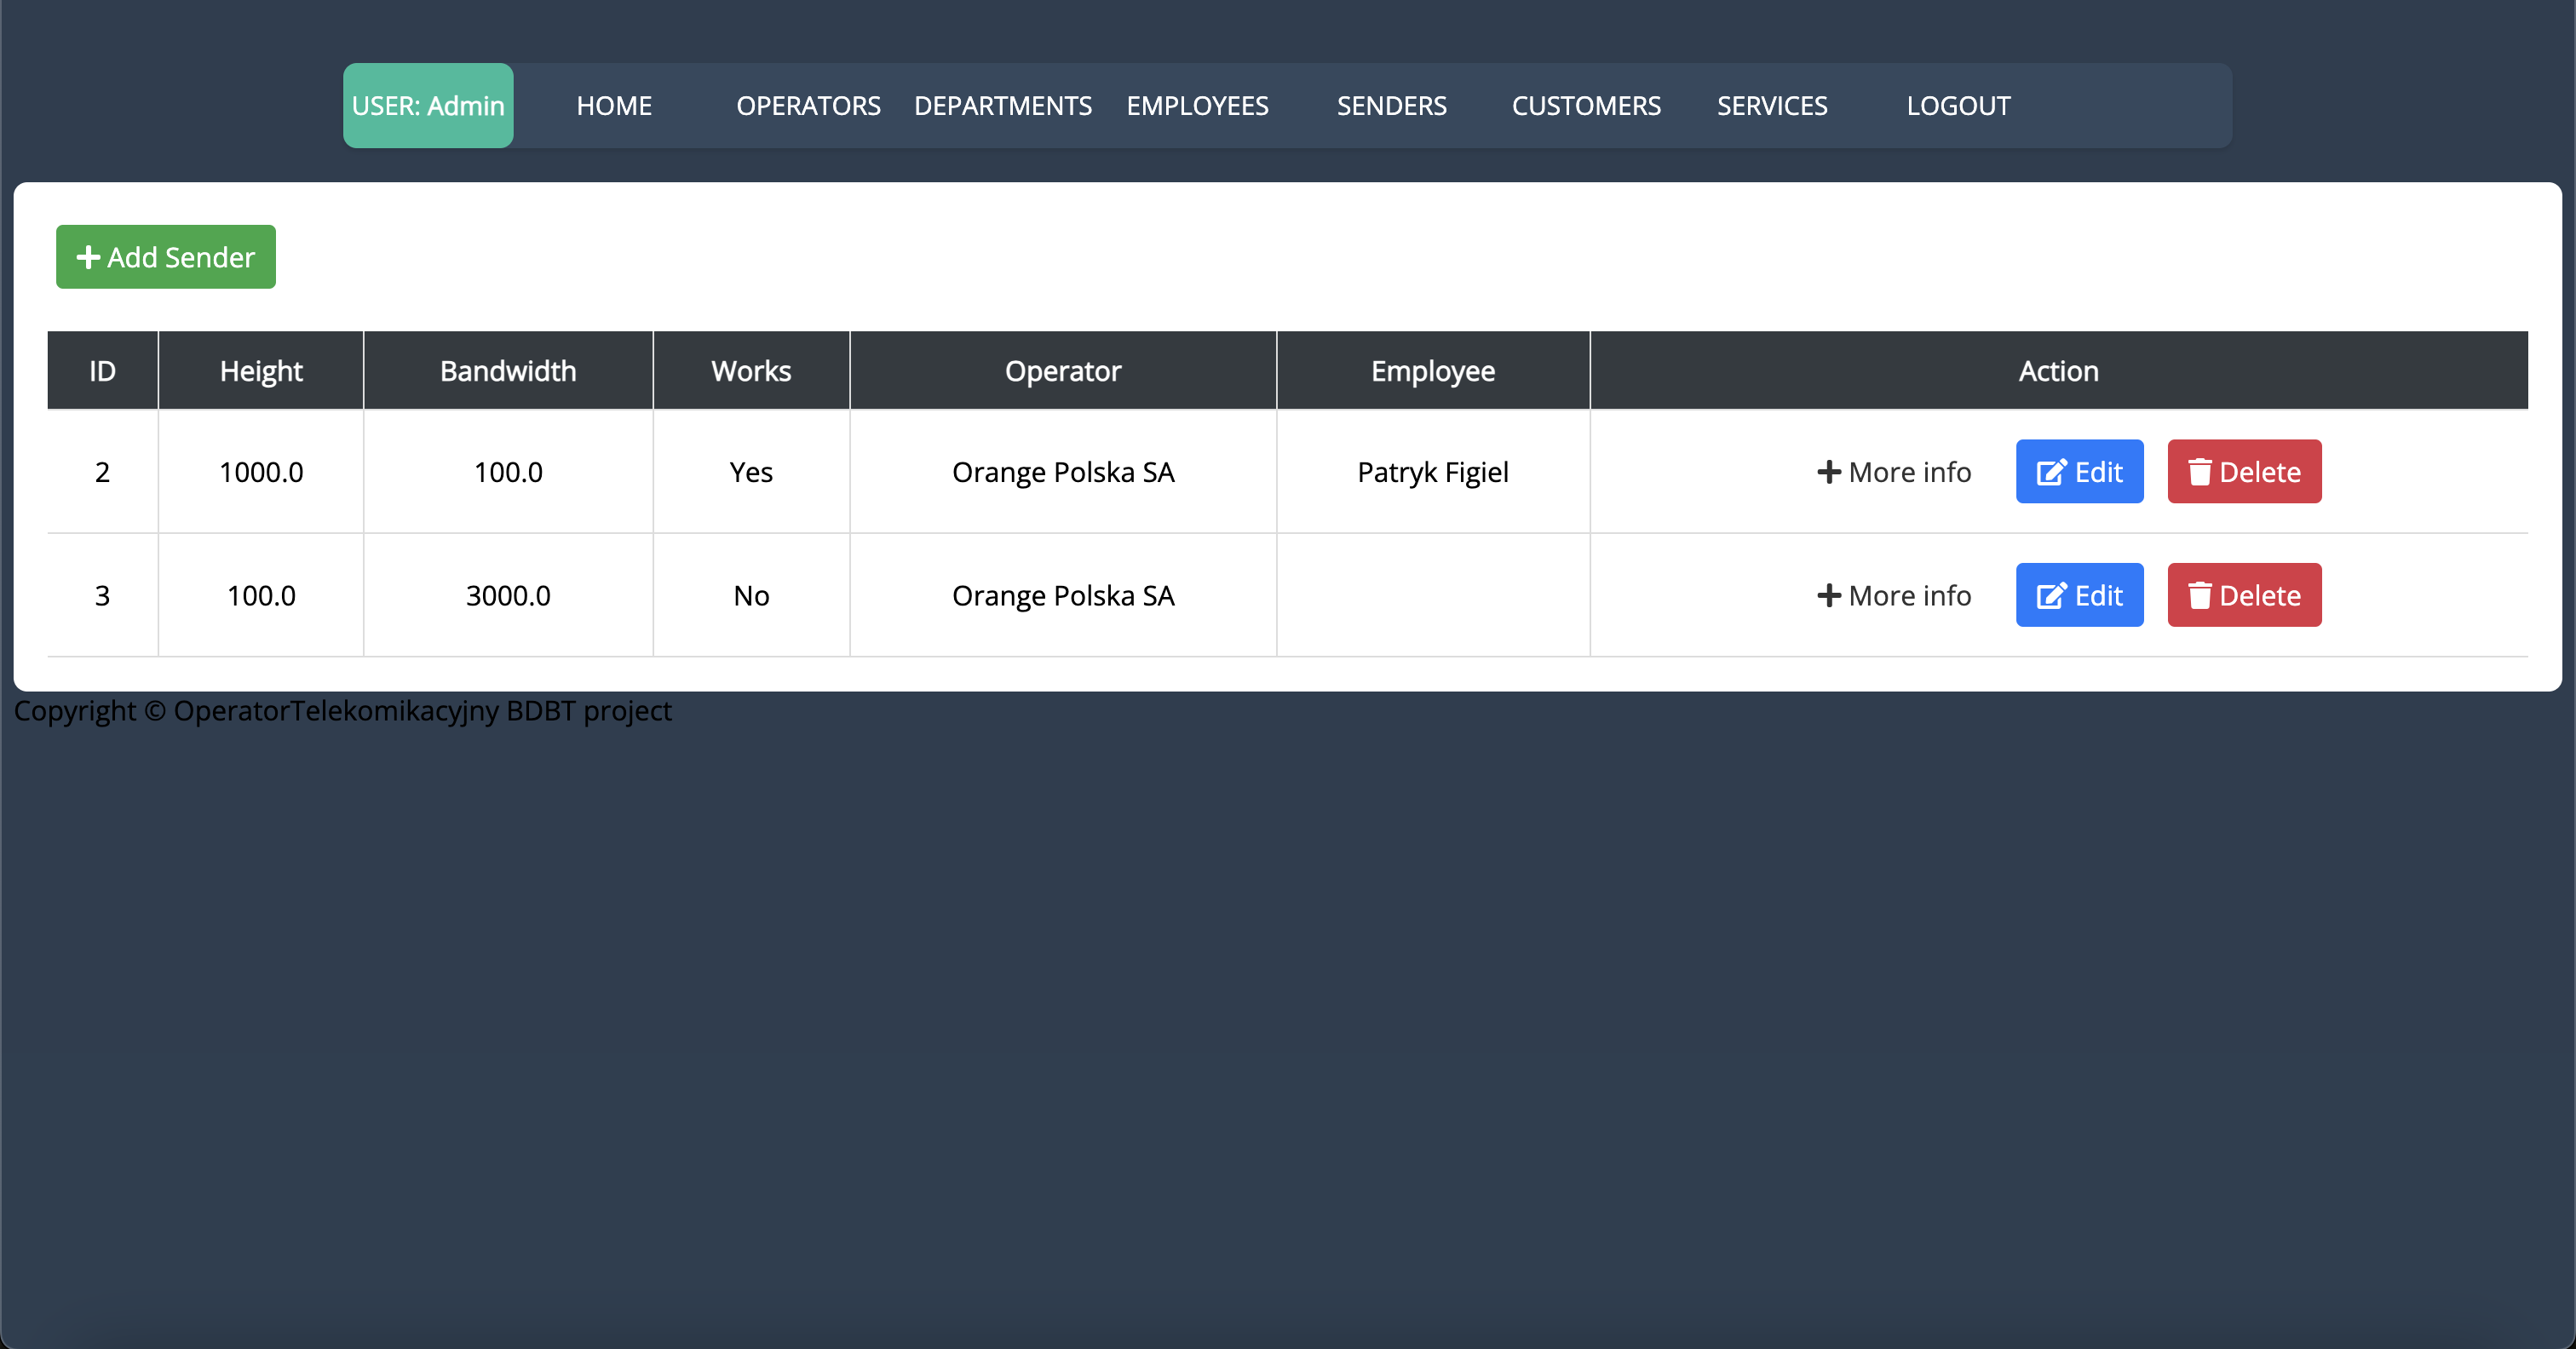 USER: Admin HOME OPERATORS DEPARTMENTS EMPLOYEES SENDERS CUSTOMERS SERVICES LOGOUT
Add Sender
ID Height Bandwidth Works Operator Employee Action
2 1000.0 100.0 Yes Orange Polska SA Patryk Figiel More info Edit Delete
3 100.0 3000.0 No Orange Polska SA More info Edit Delete
Copyright © OperatorTelekomikacyjny BDBT project